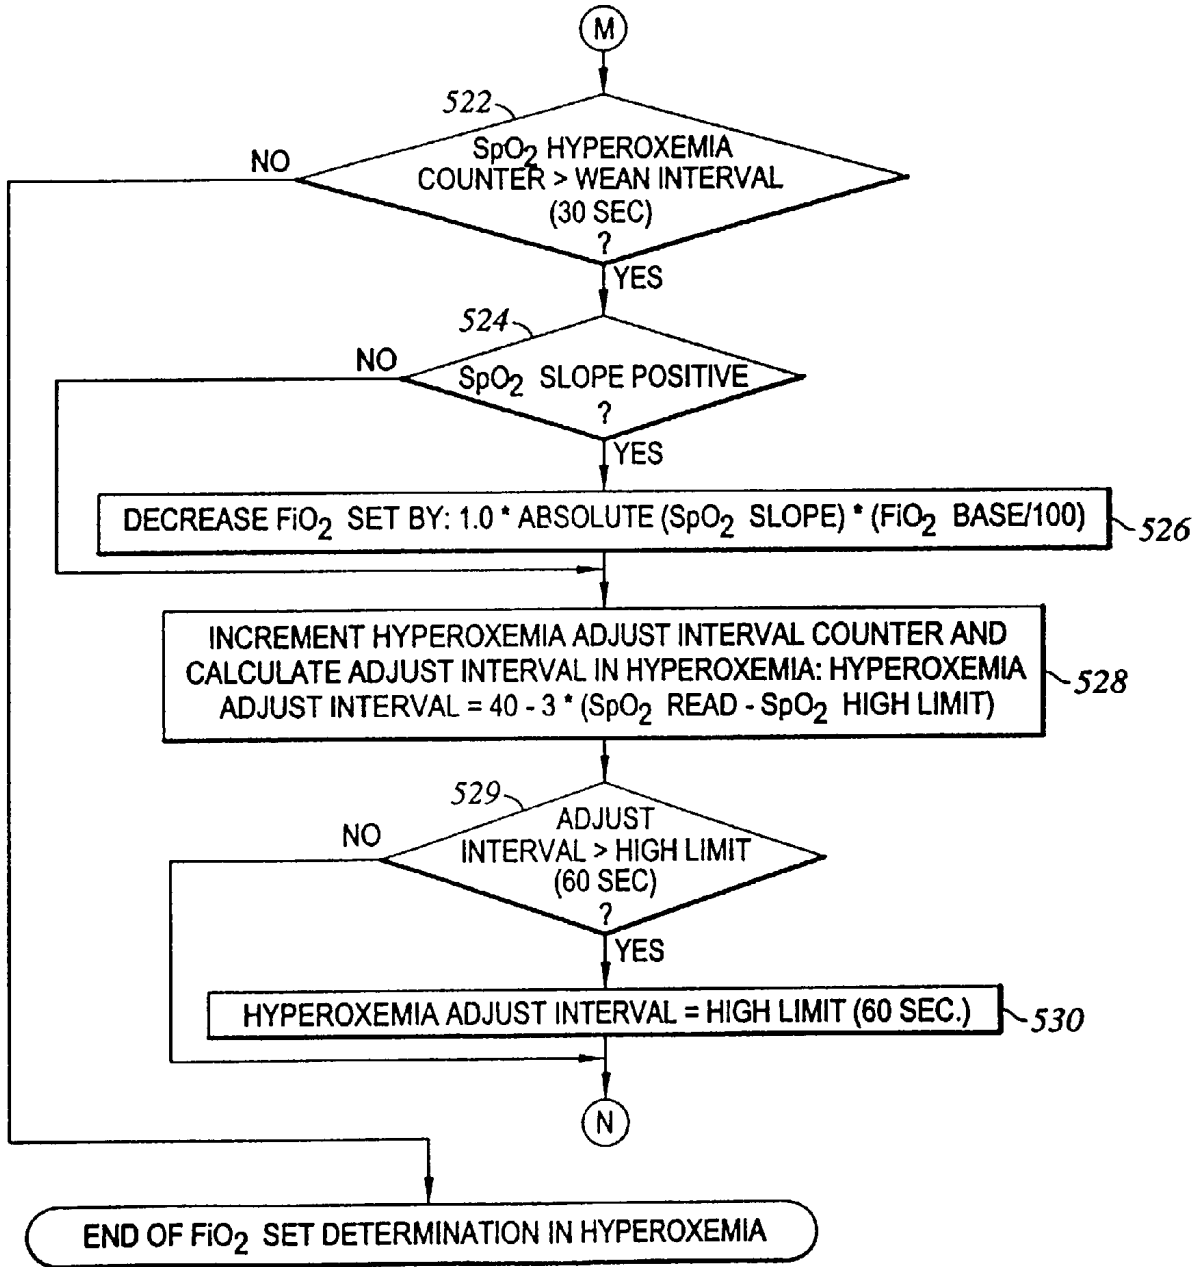 M
522
SpO2 HYPEROXEMIA
COUNTER > WEAN INTERVAL
(30 SEC)
?
NO
YES
524
SpO2 SLOPE POSITIVE
?
NO
YES
DECREASE FiO2 SET BY: 1.0 * ABSOLUTE (SpO2 SLOPE) * (FiO2 BASE/100)
526
INCREMENT HYPEROXEMIA ADJUST INTERVAL COUNTER AND
CALCULATE ADJUST INTERVAL IN HYPEROXEMIA: HYPEROXEMIA
ADJUST INTERVAL = 40 - 3 * (SpO2 READ - SpO2 HIGH LIMIT)
528
529
ADJUST
INTERVAL > HIGH LIMIT
(60 SEC)
?
NO
YES
HYPEROXEMIA ADJUST INTERVAL = HIGH LIMIT (60 SEC.)
530
N
END OF FiO2 SET DETERMINATION IN HYPEROXEMIA